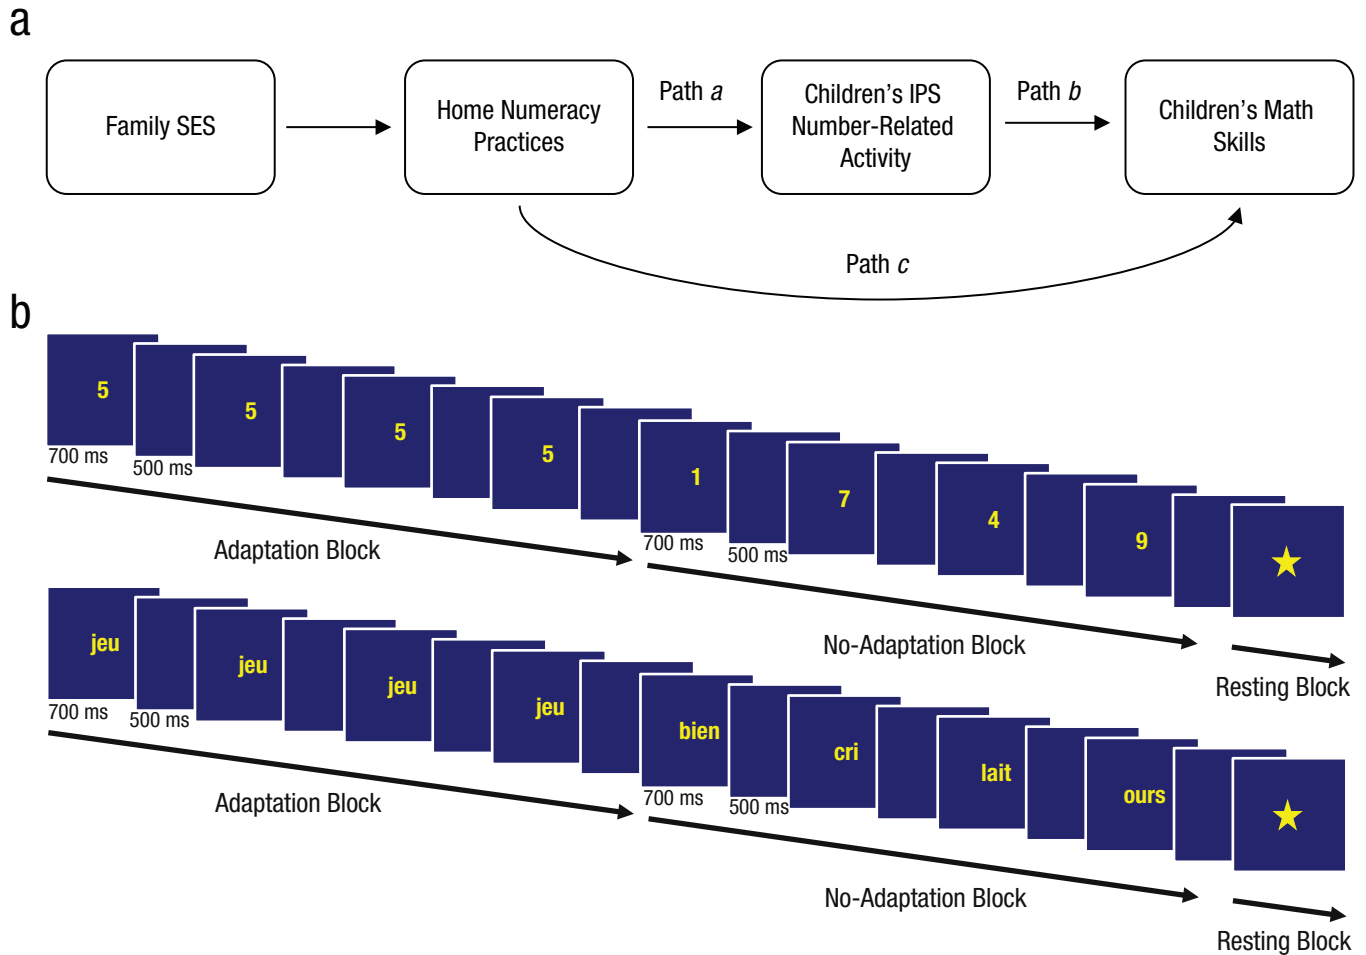 a
Family SES
Home Numeracy
Practices
Path a
Children's IPS
Number-Related
Activity
Path b
Children's Math
Skills
Path c
b
5
5
5
5
1
7
4
9
700 ms
500 ms
700 ms
500 ms
Adaptation Block
No-Adaptation Block
Resting Block
jeu
jeu
jeu
jeu
bien
cri
lait
ours
700 ms
500 ms
700 ms
500 ms
Adaptation Block
No-Adaptation Block
Resting Block